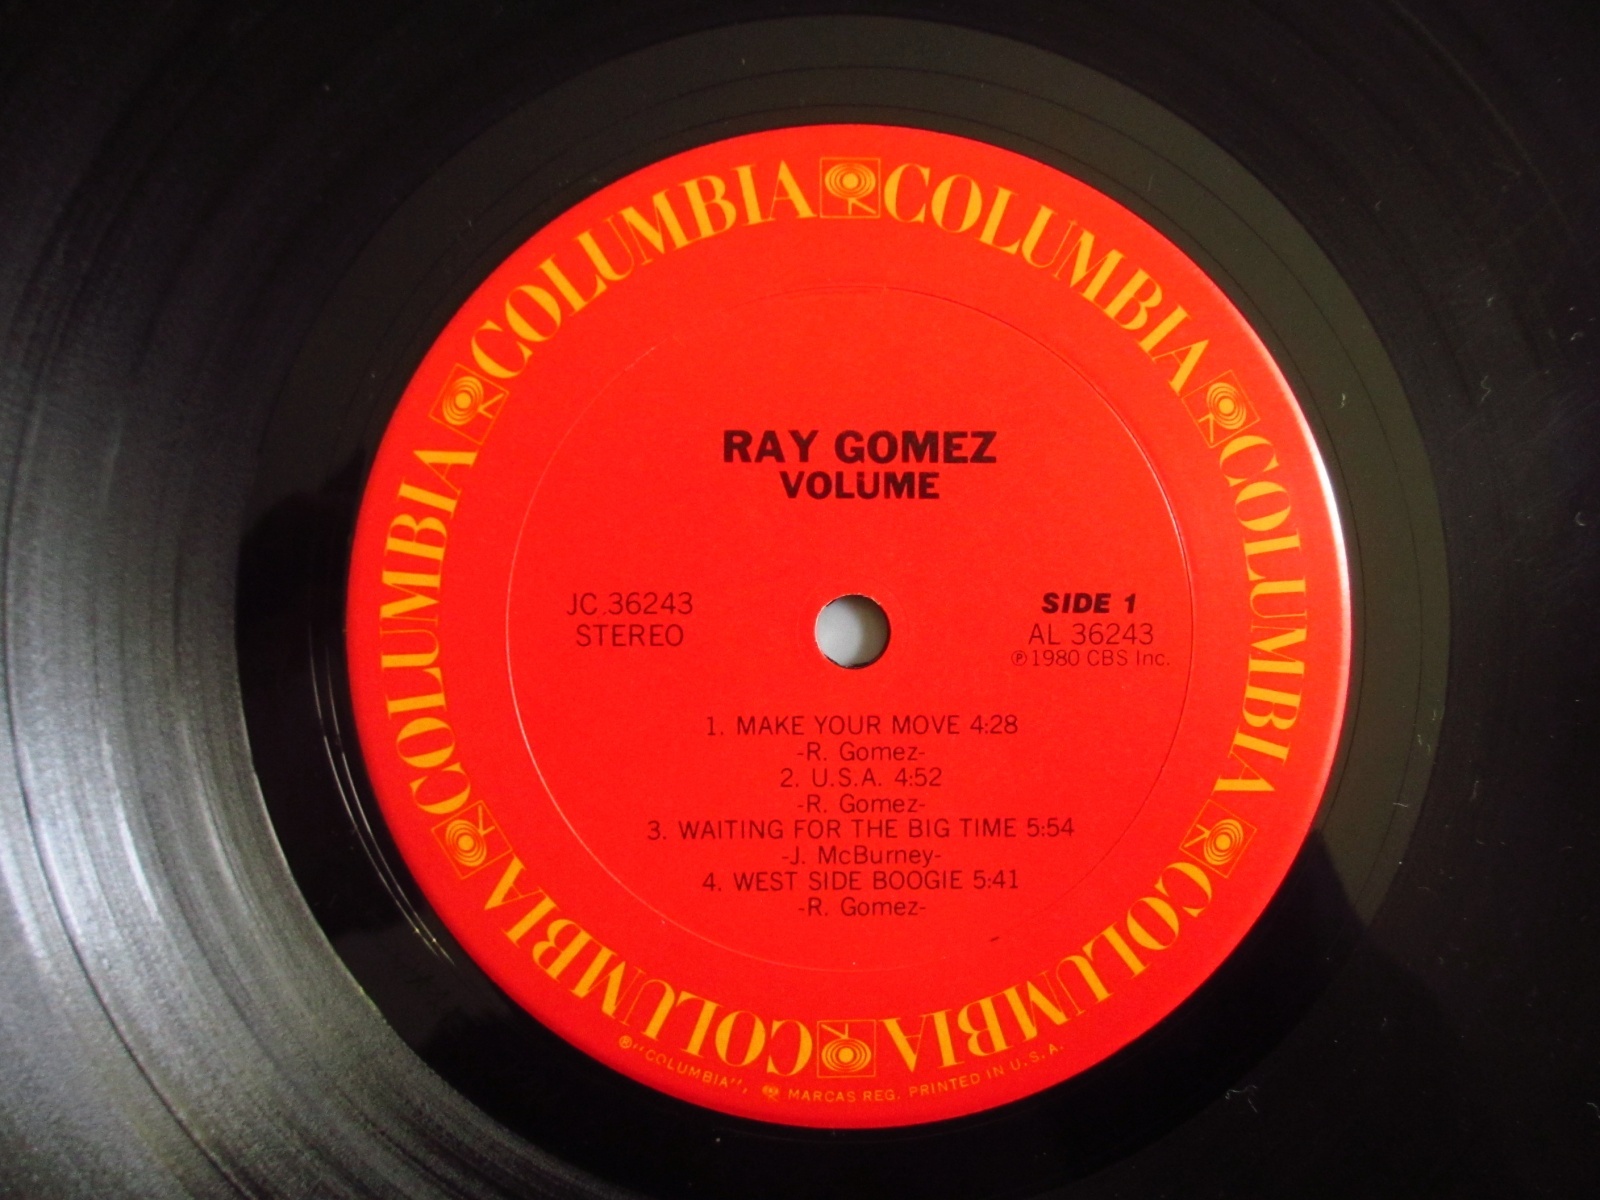 COLUMBIA COLUMBIA COLUMBIA COLUMBIA COLUMBIA COLUMBIA
RAY GOMEZ
VOLUME
JC 36243
STEREO
SIDE 1
AL 36243
℗ 1980 CBS Inc.
1. MAKE YOUR MOVE 4:28
-R. Gomez-
2. U.S.A. 4:52
-R. Gomez-
3. WAITING FOR THE BIG TIME 5:54
-J. McBurney-
4. WEST SIDE BOOGIE 5:41
-R. Gomez-
®"COLUMBIA", MARCAS REG. PRINTED IN U.S.A.